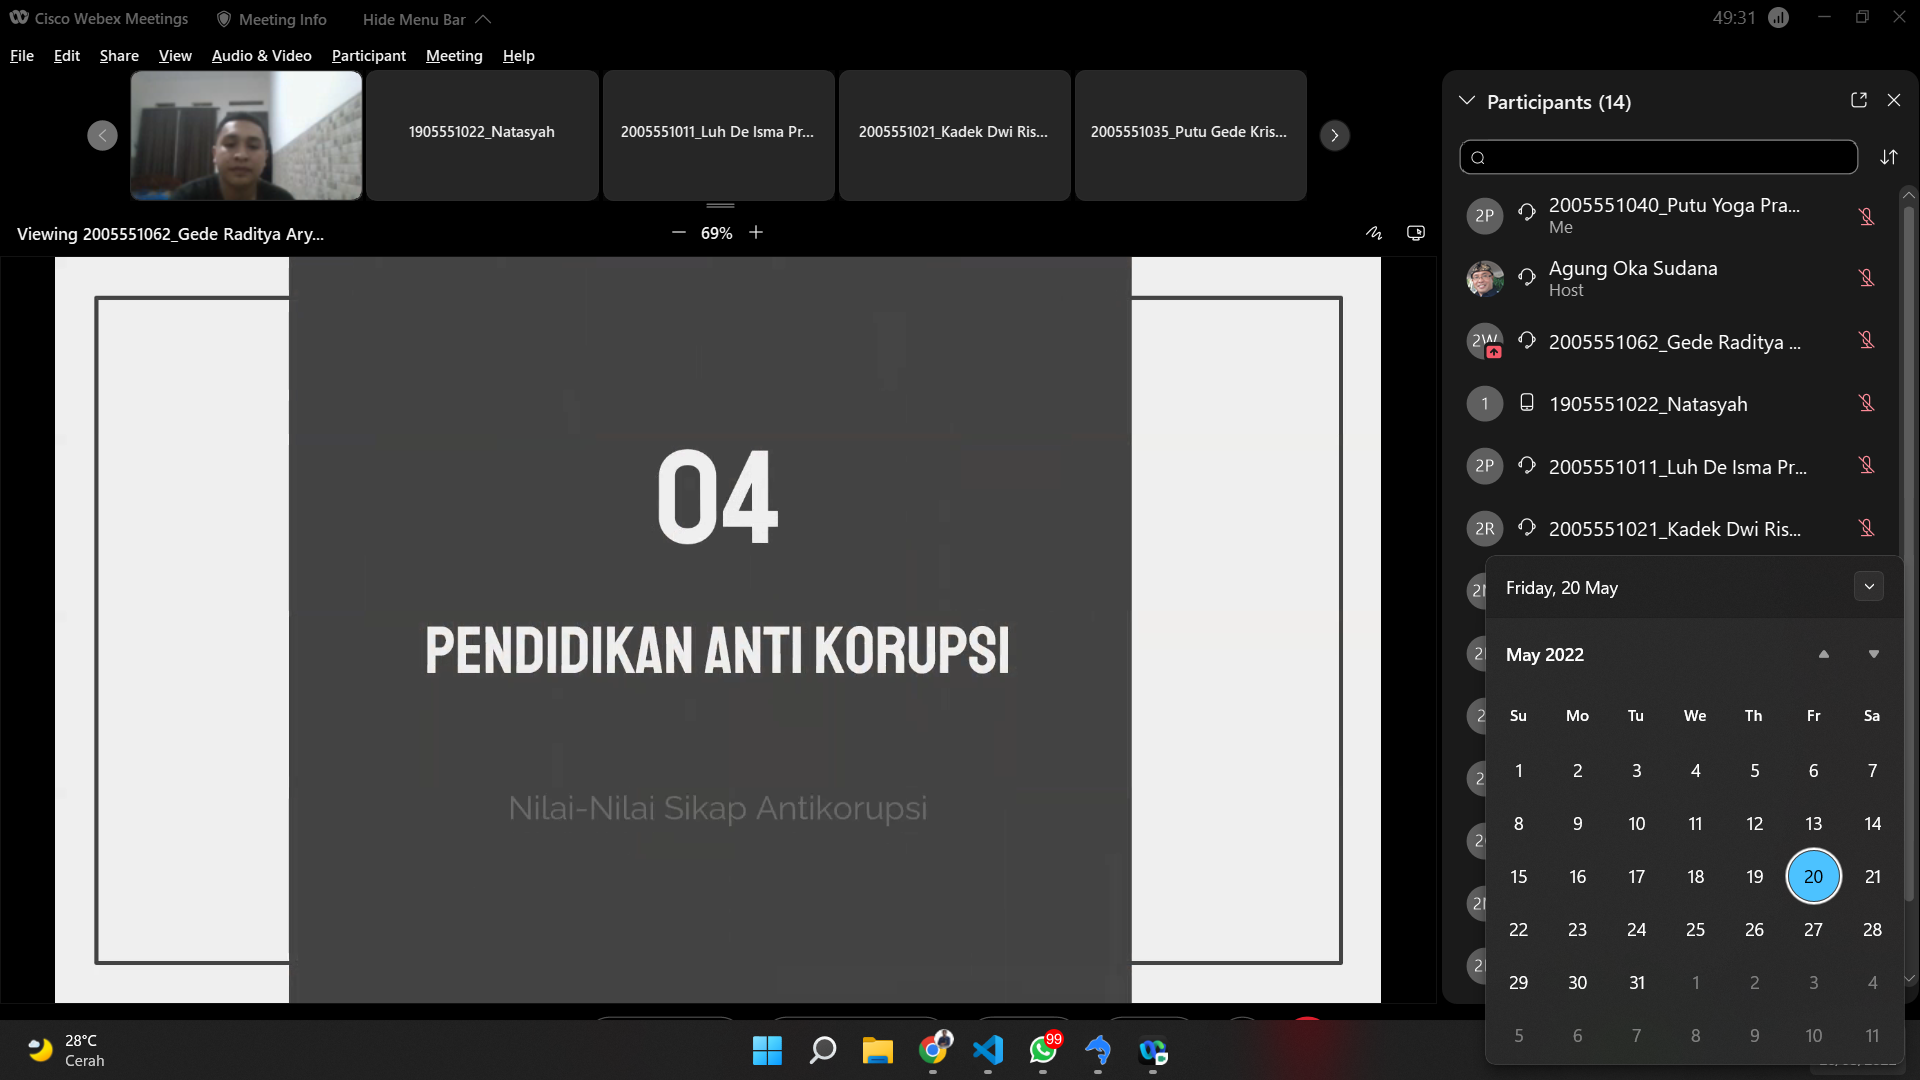 Cisco Webex Meetings
Meeting Info
Hide Menu Bar
49:31
File Edit Share View Audio & Video Participant Meeting Help
1905551022_Natasyah
2005551011_Luh De Isma Pr...
2005551021_Kadek Dwi Ris...
2005551035_Putu Gede Kris...
Viewing 2005551062_Gede Raditya Ary...
69%
04
PENDIDIKAN ANTI KORUPSI
Nilai-Nilai Sikap Antikorupsi
Participants (14)
2P
2005551040_Putu Yoga Pra...
Me
Agung Oka Sudana
Host
2W
2005551062_Gede Raditya ...
1
1905551022_Natasyah
2P
2005551011_Luh De Isma Pr...
2R
2005551021_Kadek Dwi Ris...
Friday, 20 May
May 2022
Su Mo Tu We Th Fr Sa
1 2 3 4 5 6 7
8 9 10 11 12 13 14
15 16 17 18 19 20 21
22 23 24 25 26 27 28
29 30 31 1 2 3 4
5 6 7 8 9 10 11
28°C
Cerah
99